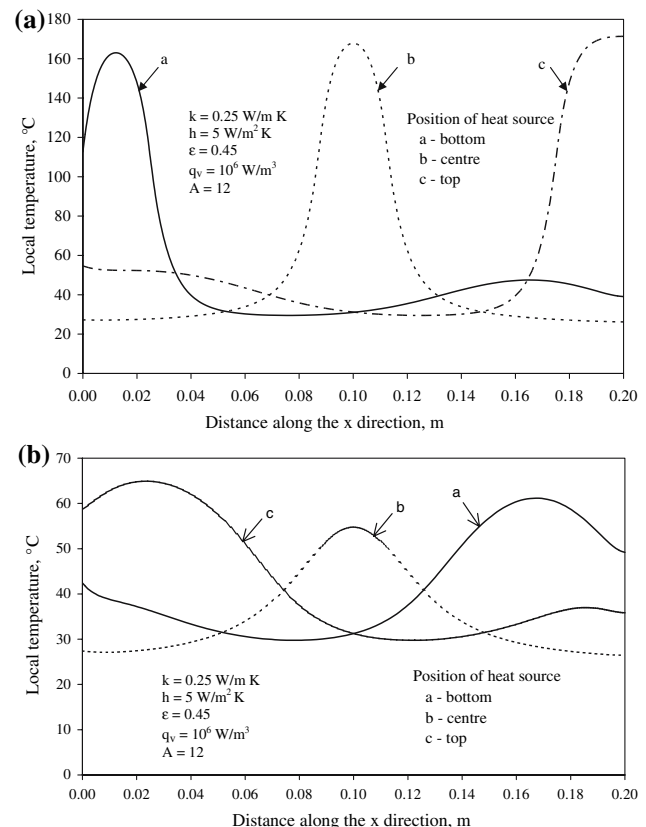 (a)
180
160
140
120
100
80
60
40
20
0
Local temperature, °C
a
b
c
k = 0.25 W/m K
h = 5 W/m² K
ε = 0.45
qᵥ = 10⁶ W/m³
A = 12
Position of heat source
a - bottom
b - centre
c - top
0.00 0.02 0.04 0.06 0.08 0.10 0.12 0.14 0.16 0.18 0.20
Distance along the x direction, m
(b)
70
60
50
40
30
20
10
0
Local temperature, °C
c
b
a
k = 0.25 W/m K
h = 5 W/m² K
ε = 0.45
qᵥ = 10⁶ W/m³
A = 12
Position of heat source
a - bottom
b - centre
c - top
0.00 0.02 0.04 0.06 0.08 0.10 0.12 0.14 0.16 0.18 0.20
Distance along the x direction, m